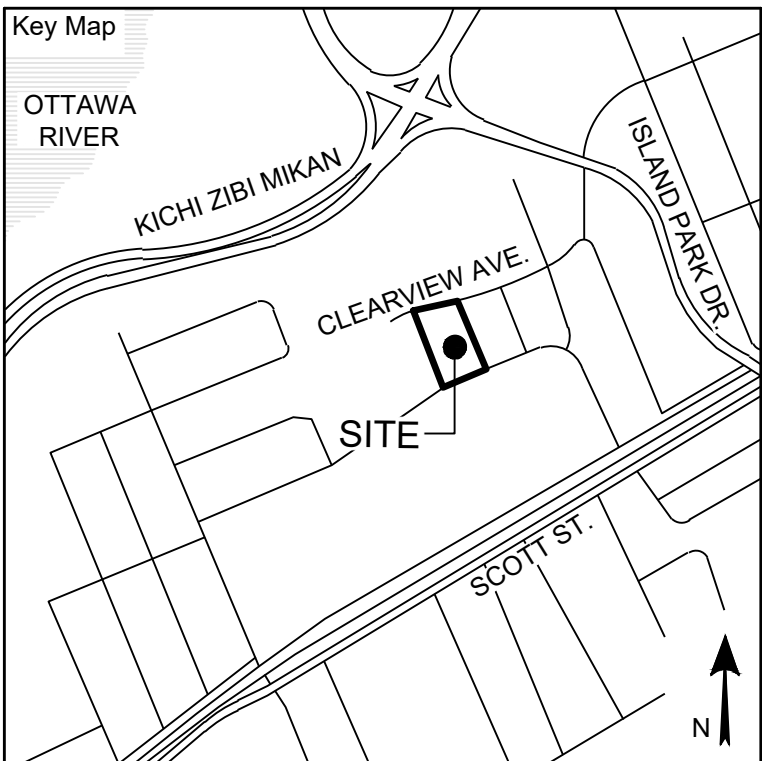 Key Map
OTTAWA
RIVER
KICHI ZIBI MIKAN
ISLAND PARK DR.
CLEARVIEW AVE.
SITE
SCOTT ST.
N